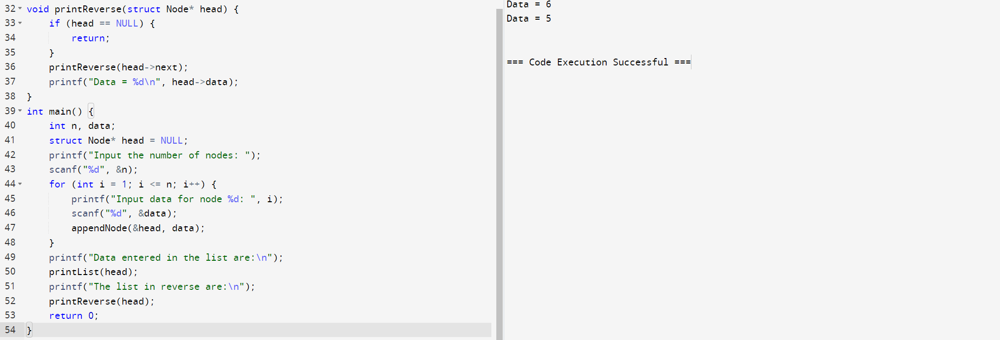 32 void printReverse(struct Node* head) {
33     if (head == NULL) {
34         return;
35     }
36     printReverse(head->next);
37     printf("Data = %d\n", head->data);
38 }
39 int main() {
40     int n, data;
41     struct Node* head = NULL;
42     printf("Input the number of nodes: ");
43     scanf("%d", &n);
44     for (int i = 1; i <= n; i++) {
45         printf("Input data for node %d: ", i);
46         scanf("%d", &data);
47         appendNode(&head, data);
48     }
49     printf("Data entered in the list are:\n");
50     printList(head);
51     printf("The list in reverse are:\n");
52     printReverse(head);
53     return 0;
54 }
Data = 6
Data = 5
=== Code Execution Successful ===